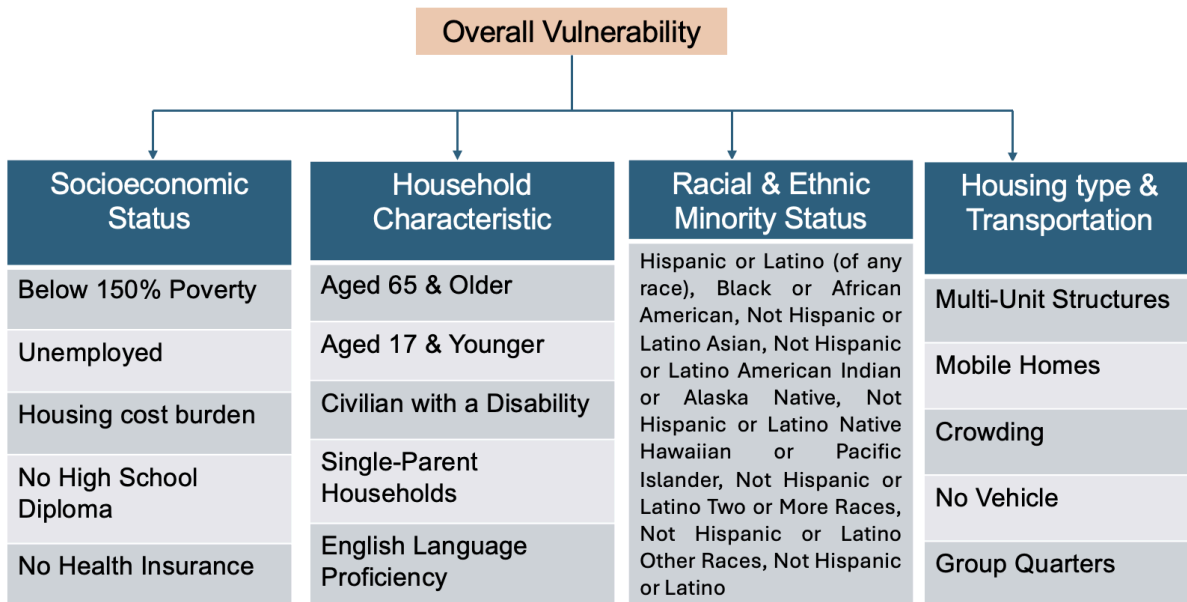 Overall Vulnerability
Socioeconomic
Status
Below 150% Poverty
Unemployed
Housing cost burden
No High School
Diploma
No Health Insurance
Household
Characteristic
Aged 65 & Older
Aged 17 & Younger
Civilian with a Disability
Single-Parent
Households
English Language
Proficiency
Racial & Ethnic
Minority Status
Hispanic or Latino (of any
race), Black or African
American, Not Hispanic or
Latino Asian, Not Hispanic
or Latino American Indian
or Alaska Native, Not
Hispanic or Latino Native
Hawaiian or Pacific
Islander, Not Hispanic or
Latino Two or More Races,
Not Hispanic or Latino
Other Races, Not Hispanic
or Latino
Housing type &
Transportation
Multi-Unit Structures
Mobile Homes
Crowding
No Vehicle
Group Quarters